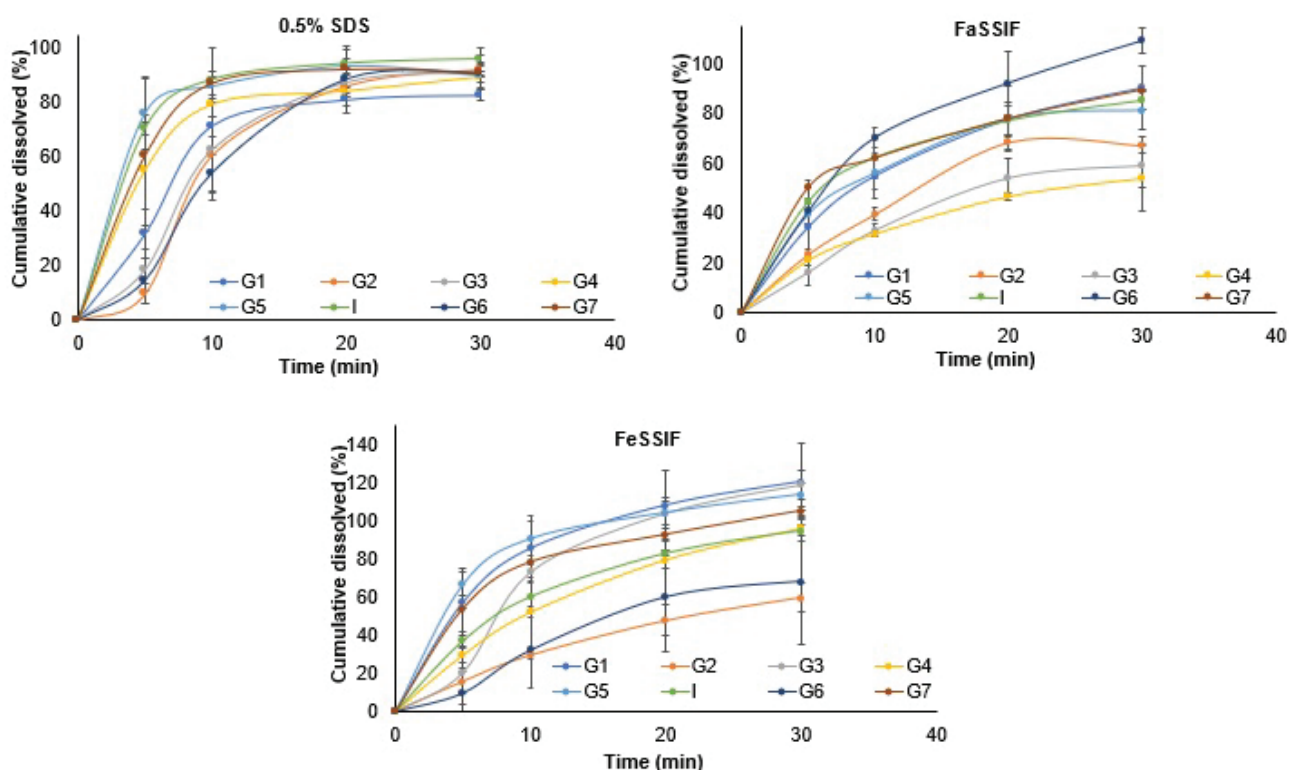 0.5% SDS
Cumulative dissolved (%)
100
80
60
40
20
0
G1 G2 G3 G4
G5 I G6 G7
0 10 20 30 40
Time (min)
FaSSIF
Cumulative dissolved (%)
100
80
60
40
20
0
G1 G2 G3 G4
G5 I G6 G7
0 10 20 30 40
Time (min)
FeSSIF
Cumulative dissolved (%)
140
120
100
80
60
40
20
0
G1 G2 G3 G4
G5 I G6 G7
0 10 20 30 40
Time (min)